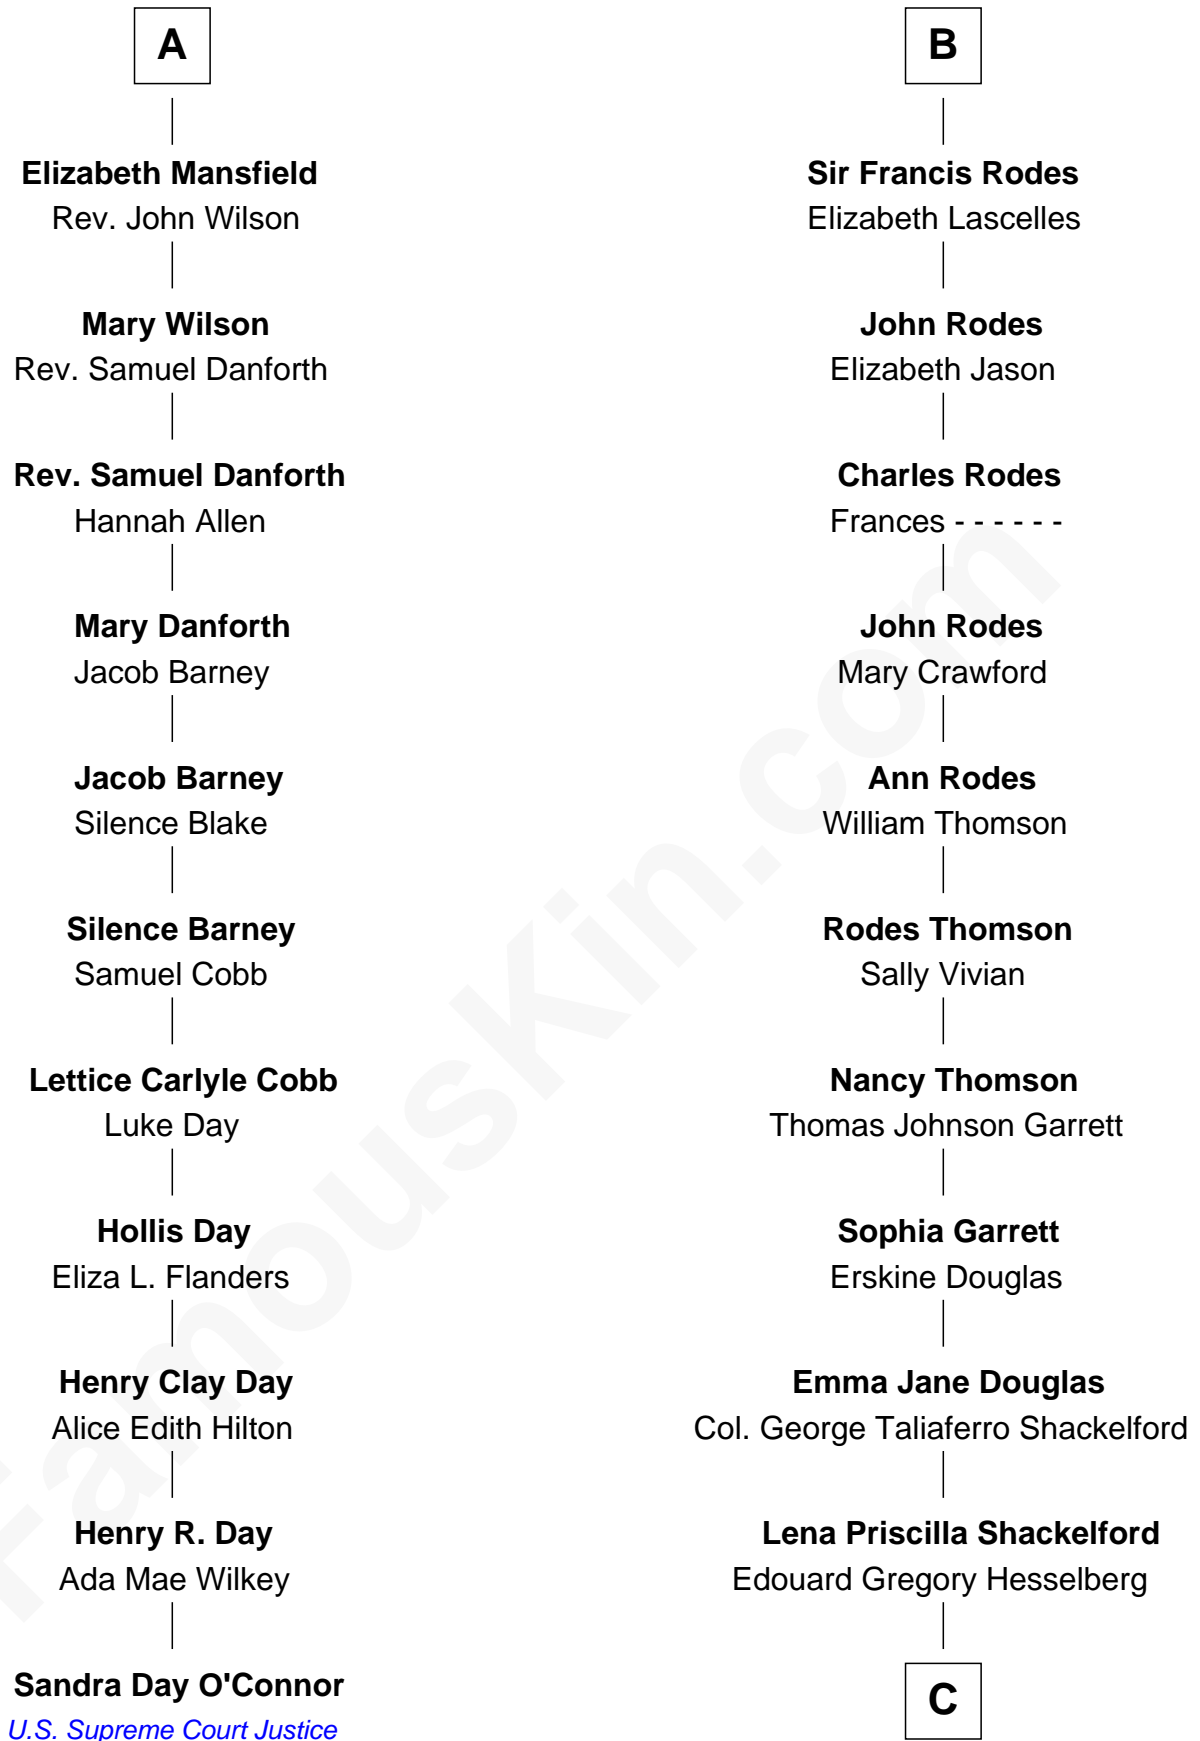 A
Elizabeth Mansfield
Rev. John Wilson
Mary Wilson
Rev. Samuel Danforth
Rev. Samuel Danforth
Hannah Allen
Mary Danforth
Jacob Barney
Jacob Barney
Silence Blake
Silence Barney
Samuel Cobb
Lettice Carlyle Cobb
Luke Day
Hollis Day
Eliza L. Flanders
Henry Clay Day
Alice Edith Hilton
Henry R. Day
Ada Mae Wilkey
Sandra Day O'Connor
U.S. Supreme Court Justice
B
Sir Francis Rodes
Elizabeth Lascelles
John Rodes
Elizabeth Jason
Charles Rodes
Frances - - - - - -
John Rodes
Mary Crawford
Ann Rodes
William Thomson
Rodes Thomson
Sally Vivian
Nancy Thomson
Thomas Johnson Garrett
Sophia Garrett
Erskine Douglas
Emma Jane Douglas
Col. George Taliaferro Shackelford
Lena Priscilla Shackelford
Edouard Gregory Hesselberg
C
FamousKin.com